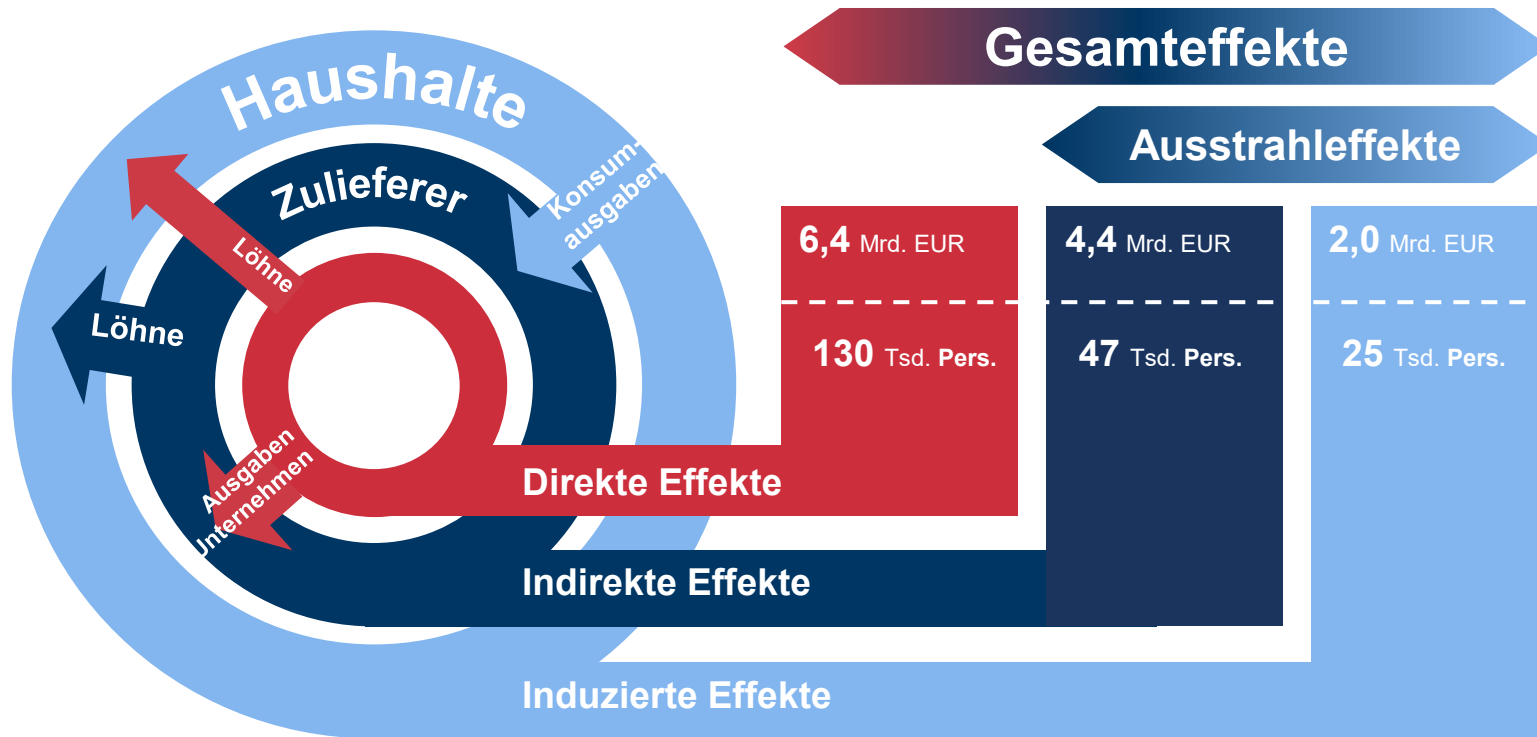 Gesamteffekte
Ausstrahleffekte
Haushalte
Zulieferer
Konsum-
ausgaben
Löhne
Löhne
Ausgaben
Unternehmen
6,4 Mrd. EUR
130 Tsd. Pers.
4,4 Mrd. EUR
47 Tsd. Pers.
2,0 Mrd. EUR
25 Tsd. Pers.
Direkte Effekte
Indirekte Effekte
Induzierte Effekte